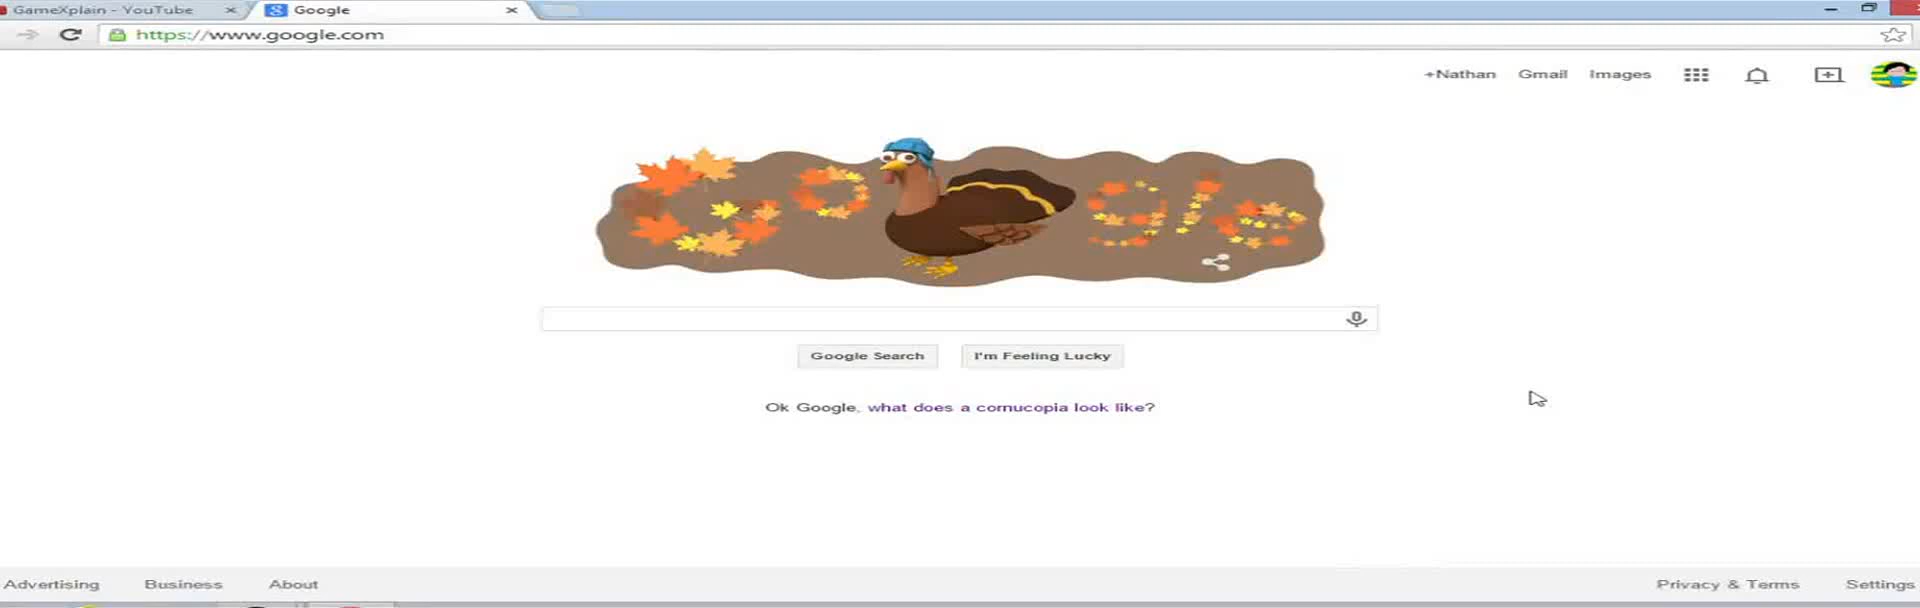 GameXplain - YouTube
Google
https://www.google.com
+Nathan Gmail Images
Google
Google Search I'm Feeling Lucky
Ok Google, what does a cornucopia look like?
Advertising Business About Privacy & Terms Settings